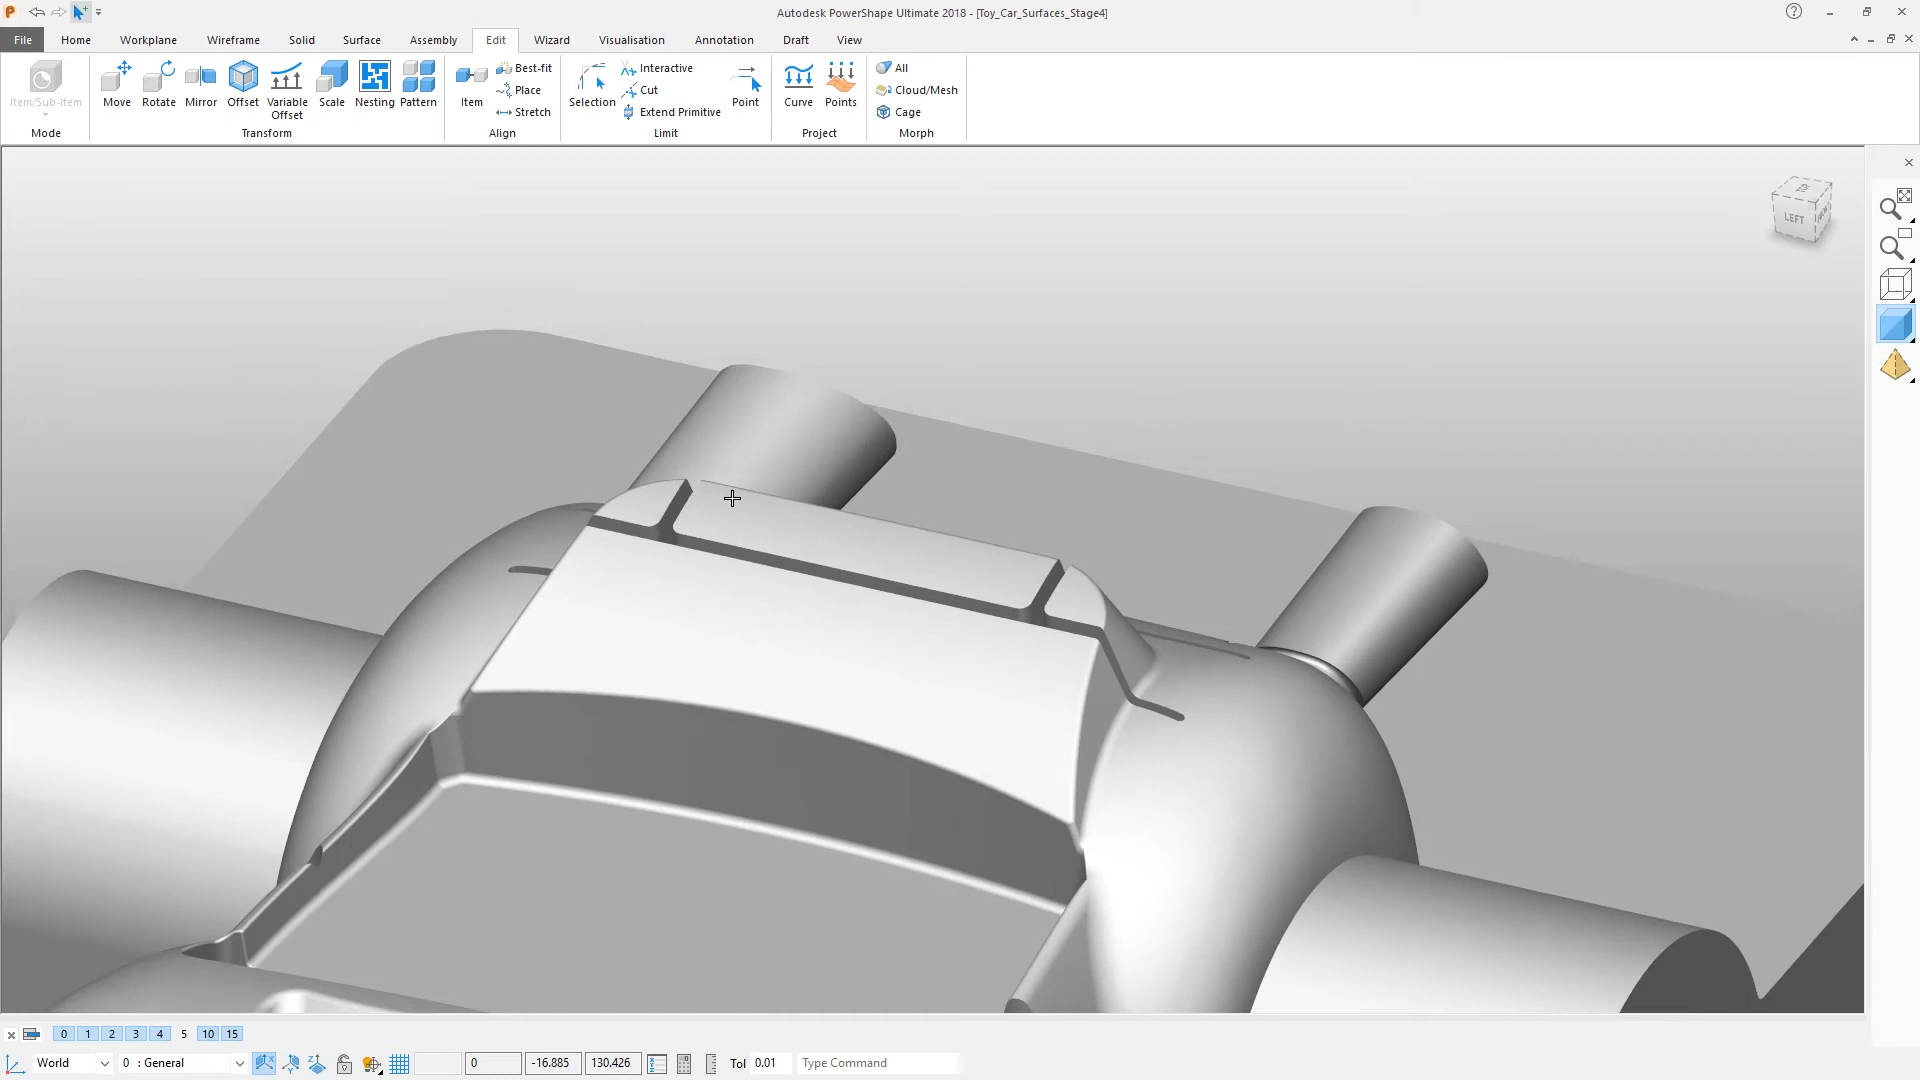 Autodesk PowerShape Ultimate 2018 - [Toy_Car_Surfaces_Stage4]
File Home Workplane Wireframe Solid Surface Assembly Edit Wizard Visualisation Annotation Draft View
Item/Sub-Item
Mode
Move Rotate Mirror Offset Variable Offset Scale Nesting Pattern
Transform
Item
Best-fit
Place
Stretch
Align
Selection
Interactive
Cut
Extend Primitive
Point
Limit
Curve Points
Project
All
Cloud/Mesh
Cage
Morph
TOP
LEFT
0 1 2 3 4 5 10 15
World 0 : General 0 -16.885 130.426 Tol 0.01 Type Command